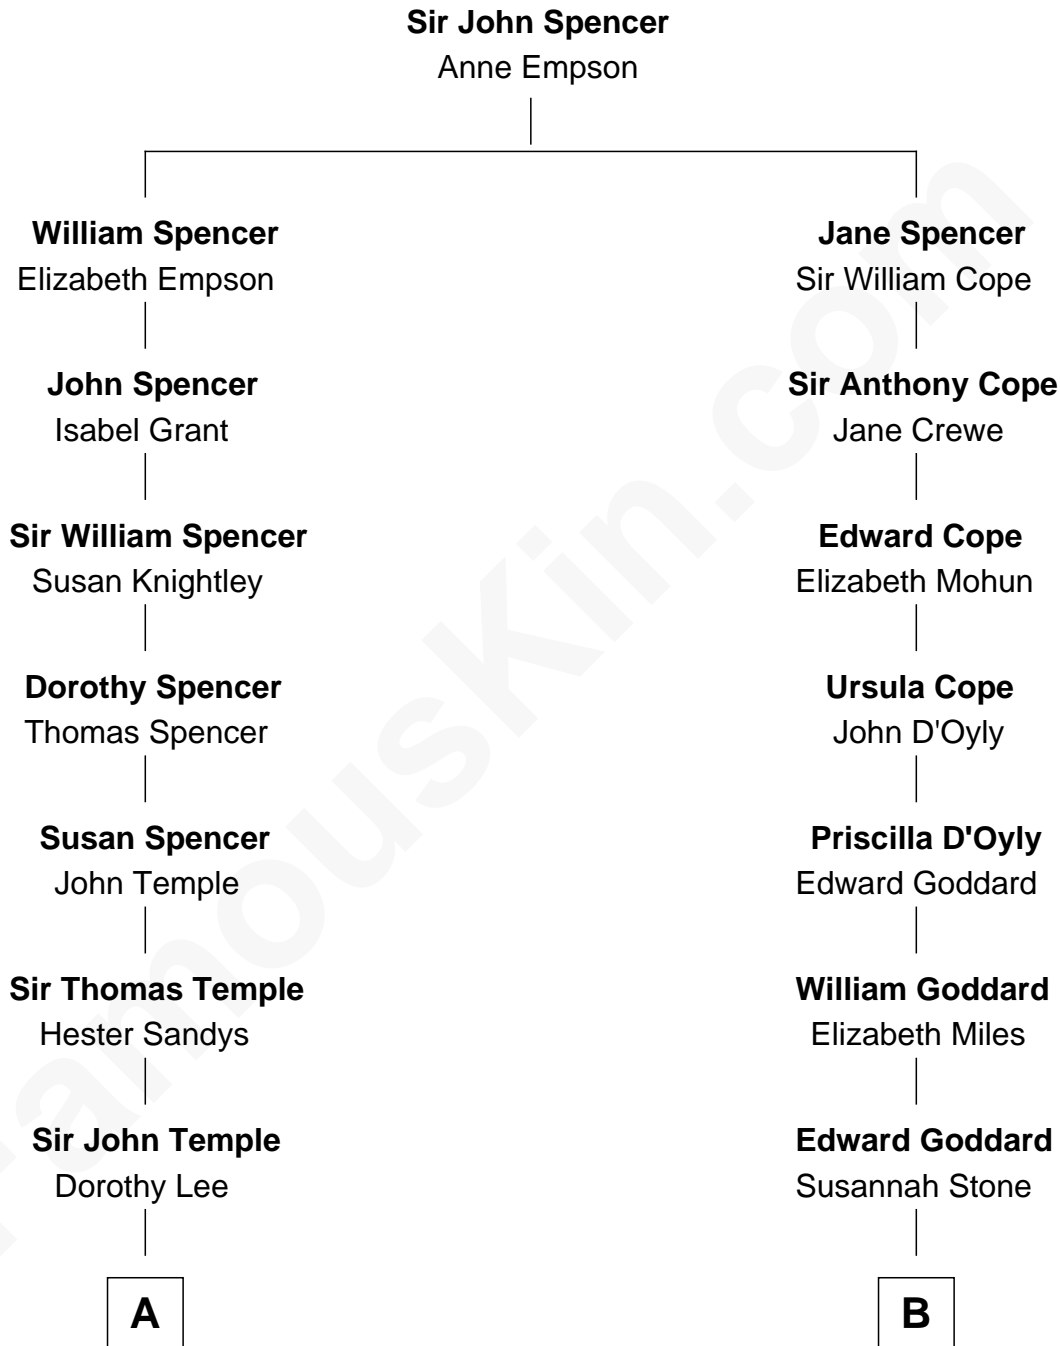 Sir John Spencer
Anne Empson
William Spencer
Elizabeth Empson
John Spencer
Isabel Grant
Sir William Spencer
Susan Knightley
Dorothy Spencer
Thomas Spencer
Susan Spencer
John Temple
Sir Thomas Temple
Hester Sandys
Sir John Temple
Dorothy Lee
A
Jane Spencer
Sir William Cope
Sir Anthony Cope
Jane Crewe
Edward Cope
Elizabeth Mohun
Ursula Cope
John D'Oyly
Priscilla D'Oyly
Edward Goddard
William Goddard
Elizabeth Miles
Edward Goddard
Susannah Stone
B
FamousKin.com